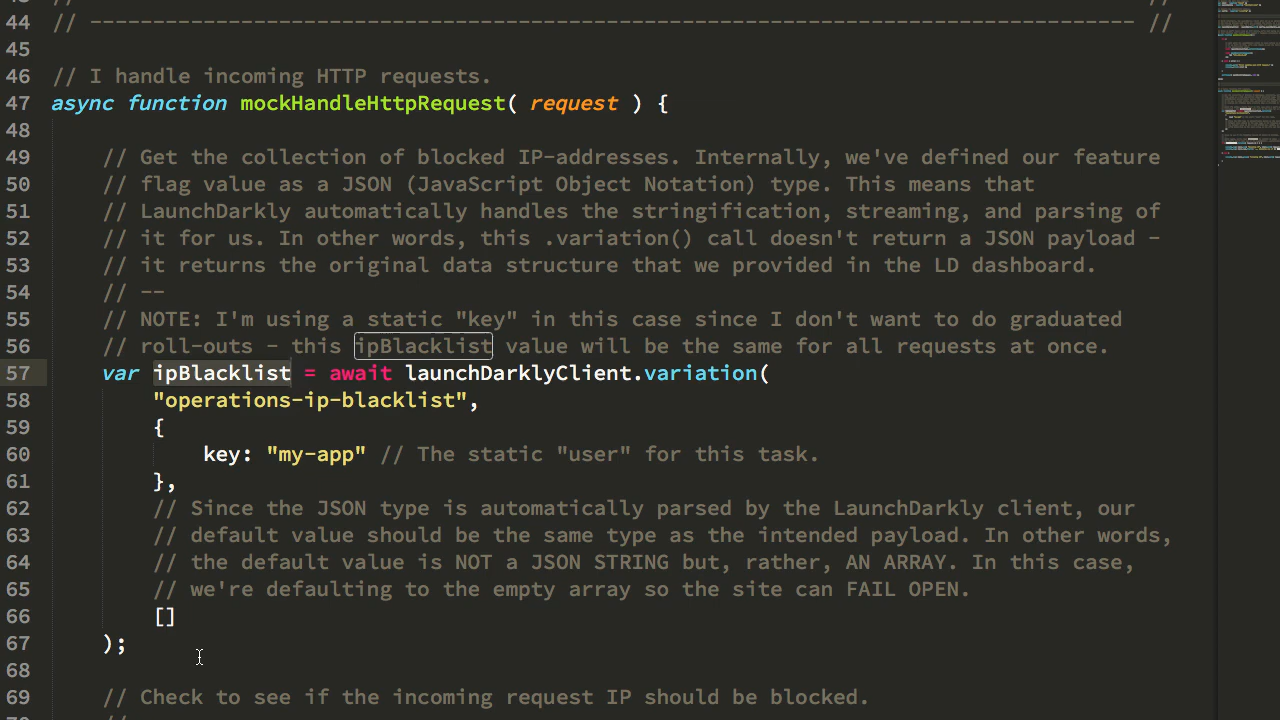 44 // ----------------------------------------------------------------------------------- //
45
46 // I handle incoming HTTP requests.
47 async function mockHandleHttpRequest( request ) {
48
49 // Get the collection of blocked IP-addresses. Internally, we've defined our feature
50 // flag value as a JSON (JavaScript Object Notation) type. This means that
51 // LaunchDarkly automatically handles the stringification, streaming, and parsing of
52 // it for us. In other words, this .variation() call doesn't return a JSON payload -
53 // it returns the original data structure that we provided in the LD dashboard.
54 // --
55 // NOTE: I'm using a static "key" in this case since I don't want to do graduated
56 // roll-outs - this ipBlacklist value will be the same for all requests at once.
57 var ipBlacklist = await launchDarklyClient.variation(
58 "operations-ip-blacklist",
59 {
60 key: "my-app" // The static "user" for this task.
61 },
62 // Since the JSON type is automatically parsed by the LaunchDarkly client, our
63 // default value should be the same type as the intended payload. In other words,
64 // the default value is NOT a JSON STRING but, rather, AN ARRAY. In this case,
65 // we're defaulting to the empty array so the site can FAIL OPEN.
66 []
67 );
68
69 // Check to see if the incoming request IP should be blocked.